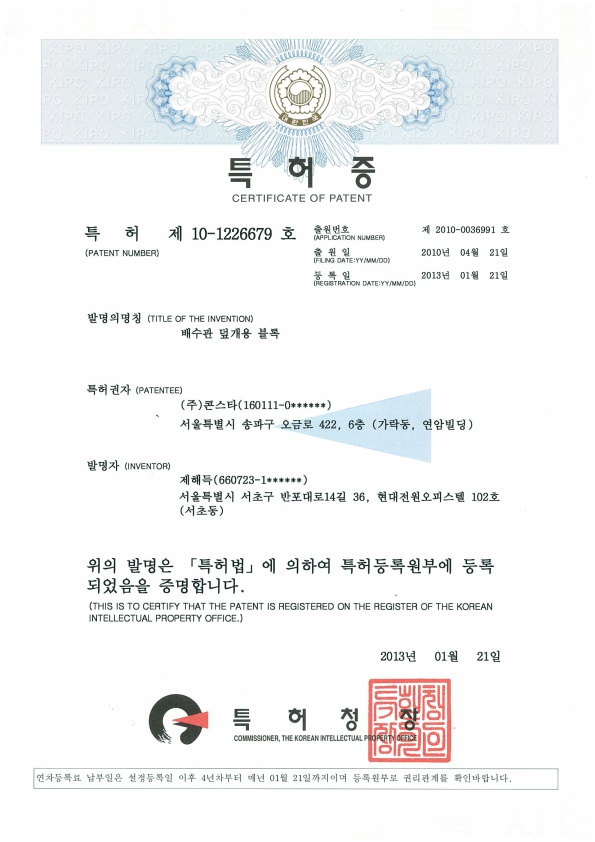 특 허 증
CERTIFICATE OF PATENT
특 허 제 10-1226679 호
(PATENT NUMBER)
출원번호 제 2010-0036991 호
(APPLICATION NUMBER)
출 원 일 2010년 04월 21일
(FILING DATE:YY/MM/DD)
등 록 일 2013년 01월 21일
(REGISTRATION DATE:YY/MM/DD)
발명의명칭 (TITLE OF THE INVENTION)
배수관 덮개용 블록
특허권자 (PATENTEE)
(주)콘스타(160111-0******)
서울특별시 송파구 오금로 422, 6층 (가락동, 연암빌딩)
발명자 (INVENTOR)
제해득(660723-1******)
서울특별시 서초구 반포대로14길 36, 현대전원오피스텔 102호
(서초동)
위의 발명은 「특허법」에 의하여 특허등록원부에 등록
되었음을 증명합니다.
(THIS IS TO CERTIFY THAT THE PATENT IS REGISTERED ON THE REGISTER OF THE KOREAN
INTELLECTUAL PROPERTY OFFICE.)
2013년 01월 21일
특 허 청 장
COMMISSIONER, THE KOREAN INTELLECTUAL PROPERTY OFFICE
연차등록료 납부일은 설정등록일 이후 4년차부터 매년 01월 21일까지이며 등록원부로 권리관계를 확인바랍니다.